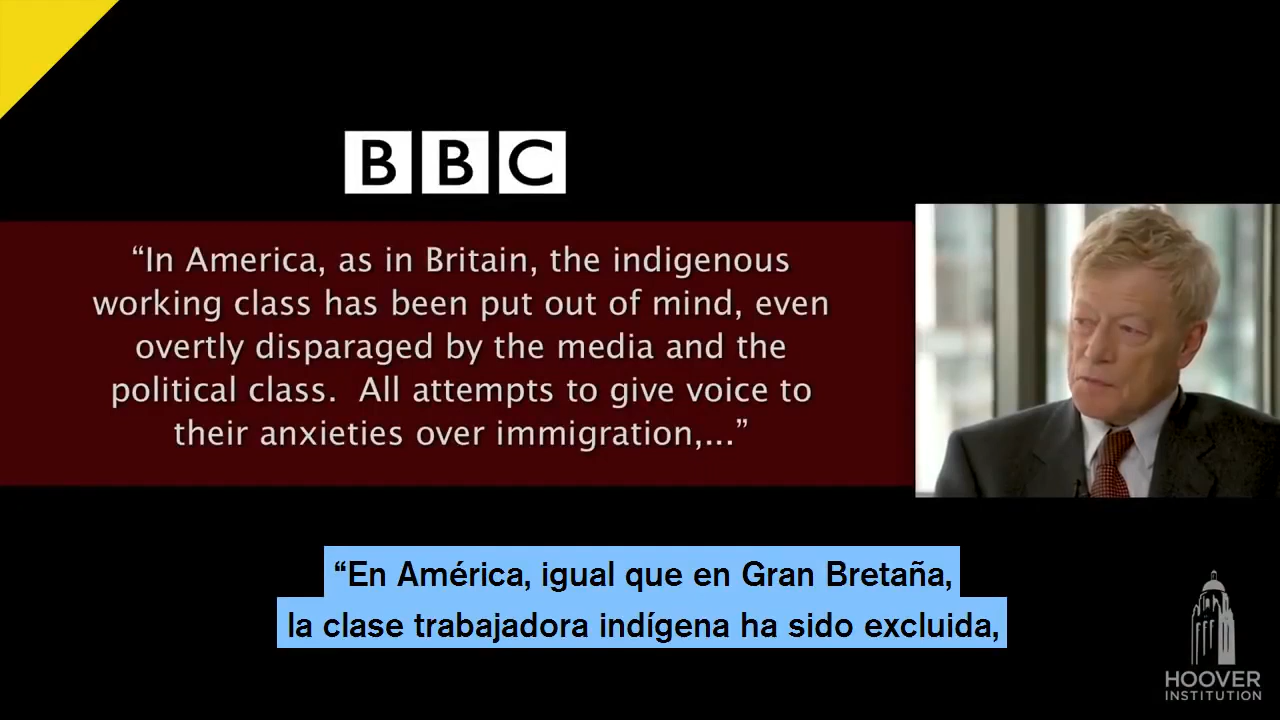 BBC
“In America, as in Britain, the indigenous
working class has been put out of mind, even
overtly disparaged by the media and the
political class.  All attempts to give voice to
their anxieties over immigration,...”
“En América, igual que en Gran Bretaña,
la clase trabajadora indígena ha sido excluida,
HOOVER
INSTITUTION